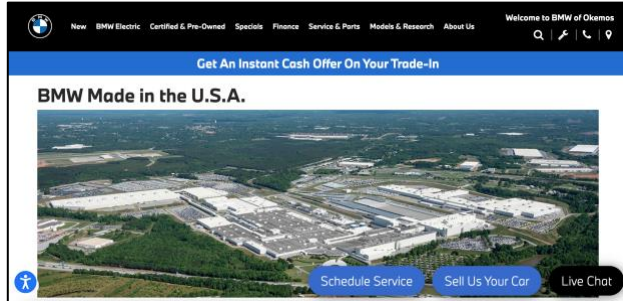 Welcome to BMW of Okemos
New BMW Electric Certified & Pre-Owned Specials Finance Service & Parts Models & Research About Us
Get An Instant Cash Offer On Your Trade-In
BMW Made in the U.S.A.
Schedule Service Sell Us Your Car Live Chat